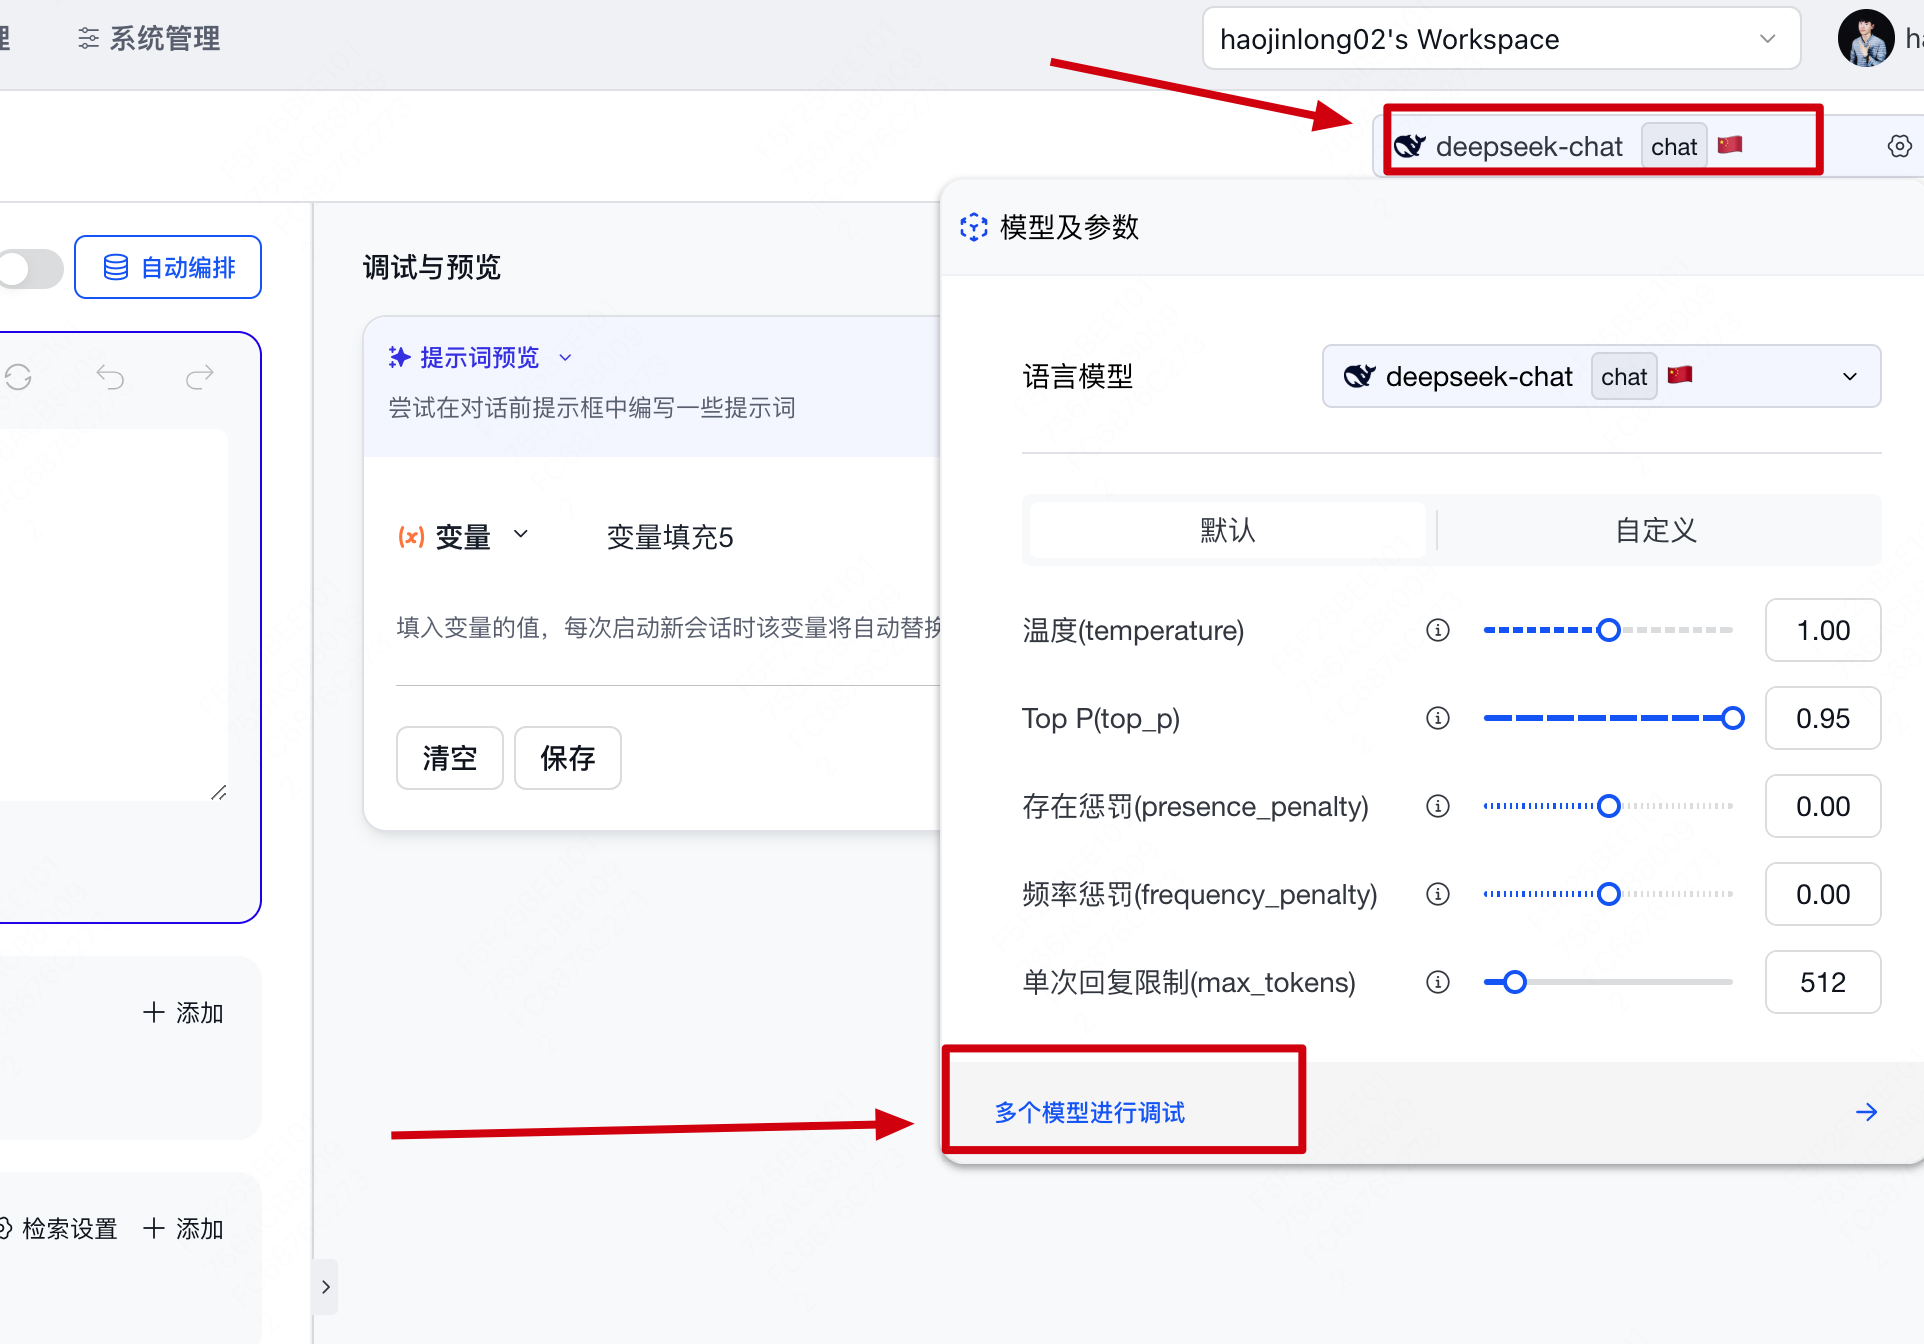 理
系统管理
haojinlong02's Workspace
ha
deepseek-chat chat
自动编排
调试与预览
提示词预览
尝试在对话前提示框中编写一些提示词
变量
变量填充5
填入变量的值，每次启动新会话时该变量将自动替换
清空
保存
添加
检索设置
添加
模型及参数
语言模型
deepseek-chat chat
默认
自定义
温度(temperature)
1.00
Top P(top_p)
0.95
存在惩罚(presence_penalty)
0.00
频率惩罚(frequency_penalty)
0.00
单次回复限制(max_tokens)
512
多个模型进行调试